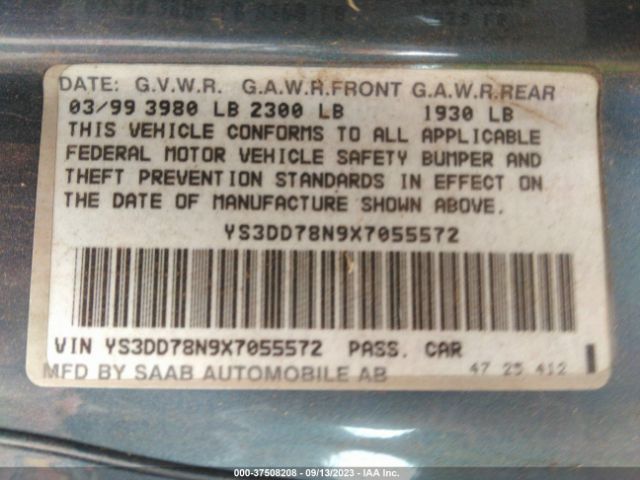 DATE: G.V.W.R. G.A.W.R.FRONT G.A.W.R.REAR
03/99 3980 LB 2300 LB 1930 LB
THIS VEHICLE CONFORMS TO ALL APPLICABLE
FEDERAL MOTOR VEHICLE SAFETY BUMPER AND
THEFT PREVENTION STANDARDS IN EFFECT ON
THE DATE OF MANUFACTURE SHOWN ABOVE.
YS3DD78N9X7055572
VIN YS3DD78N9X7055572 PASS. CAR
MFD BY SAAB AUTOMOBILE AB 47 25 412
000-37508208 - 09/13/2023 - IAA Inc.